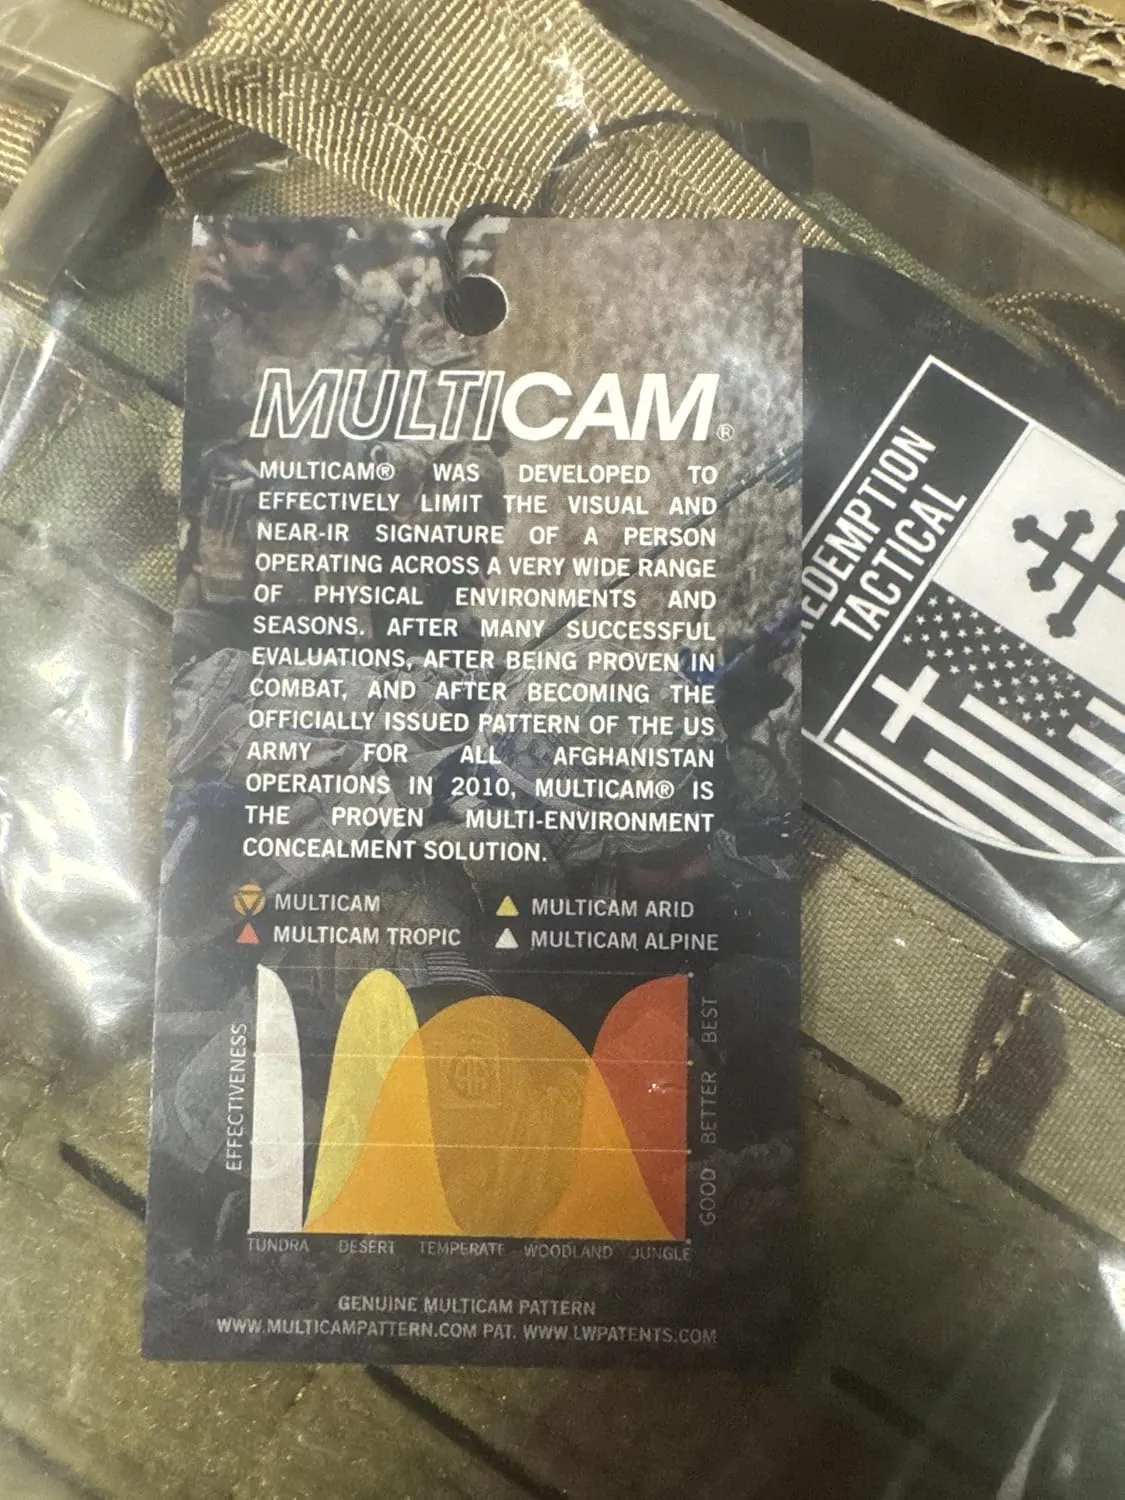 MULTICAM®
MULTICAM® WAS DEVELOPED TO
EFFECTIVELY LIMIT THE VISUAL AND
NEAR-IR SIGNATURE OF A PERSON
OPERATING ACROSS A VERY WIDE RANGE
OF PHYSICAL ENVIRONMENTS AND
SEASONS. AFTER MANY SUCCESSFUL
EVALUATIONS, AFTER BEING PROVEN IN
COMBAT, AND AFTER BECOMING THE
OFFICIALLY ISSUED PATTERN OF THE US
ARMY FOR ALL AFGHANISTAN
OPERATIONS IN 2010, MULTICAM® IS
THE PROVEN MULTI-ENVIRONMENT
CONCEALMENT SOLUTION.
MULTICAM
MULTICAM ARID
MULTICAM TROPIC
MULTICAM ALPINE
EFFECTIVENESS
GOOD BETTER BEST
TUNDRA DESERT TEMPERATE WOODLAND JUNGLE
GENUINE MULTICAM PATTERN
WWW.MULTICAMPATTERN.COM PAT. WWW.LWPATENTS.COM
REDEMPTION
TACTICAL